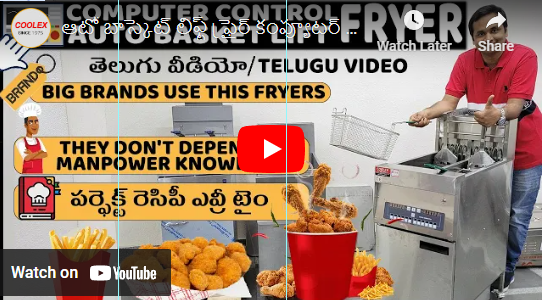 COMPUTER CONTROL
FRYER
AUTO BASKET LIFT
COOLEX
SINCE 1975
ఆటో బాస్కెట్ లిఫ్ట్ ఫ్రైర్ కంప్యూటర్ ...
Watch Later
Share
BRANDS
తెలుగు వీడియో/TELUGU VIDEO
BIG BRANDS USE THIS FRYERS
THEY DON'T DEPEN
MANPOWER KNOW
పర్ఫెక్ట్ రెసిపీ ఎవ్రీ టైం
Watch on YouTube